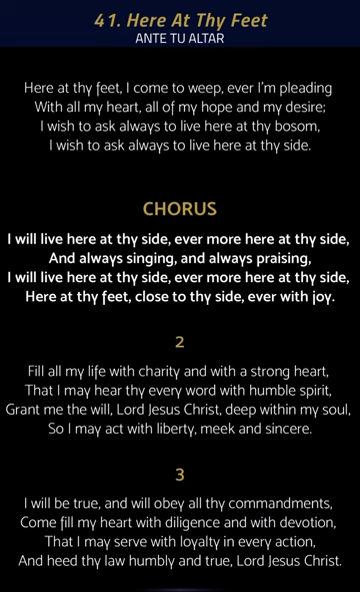 41. Here At Thy Feet
ANTE TU ALTAR
Here at thy feet, I come to weep, ever I'm pleading
With all my heart, all of my hope and my desire;
I wish to ask always to live here at thy bosom,
I wish to ask always to live here at thy side.
CHORUS
I will live here at thy side, ever more here at thy side,
And always singing, and always praising,
I will live here at thy side, ever more here at thy side,
Here at thy feet, close to thy side, ever with joy.
2
Fill all my life with charity and with a strong heart,
That I may hear thy every word with humble spirit,
Grant me the will, Lord Jesus Christ, deep within my soul,
So I may act with liberty, meek and sincere.
3
I will be true, and will obey all thy commandments,
Come fill my heart with diligence and with devotion,
That I may serve with loyalty in every action,
And heed thy law humbly and true, Lord Jesus Christ.